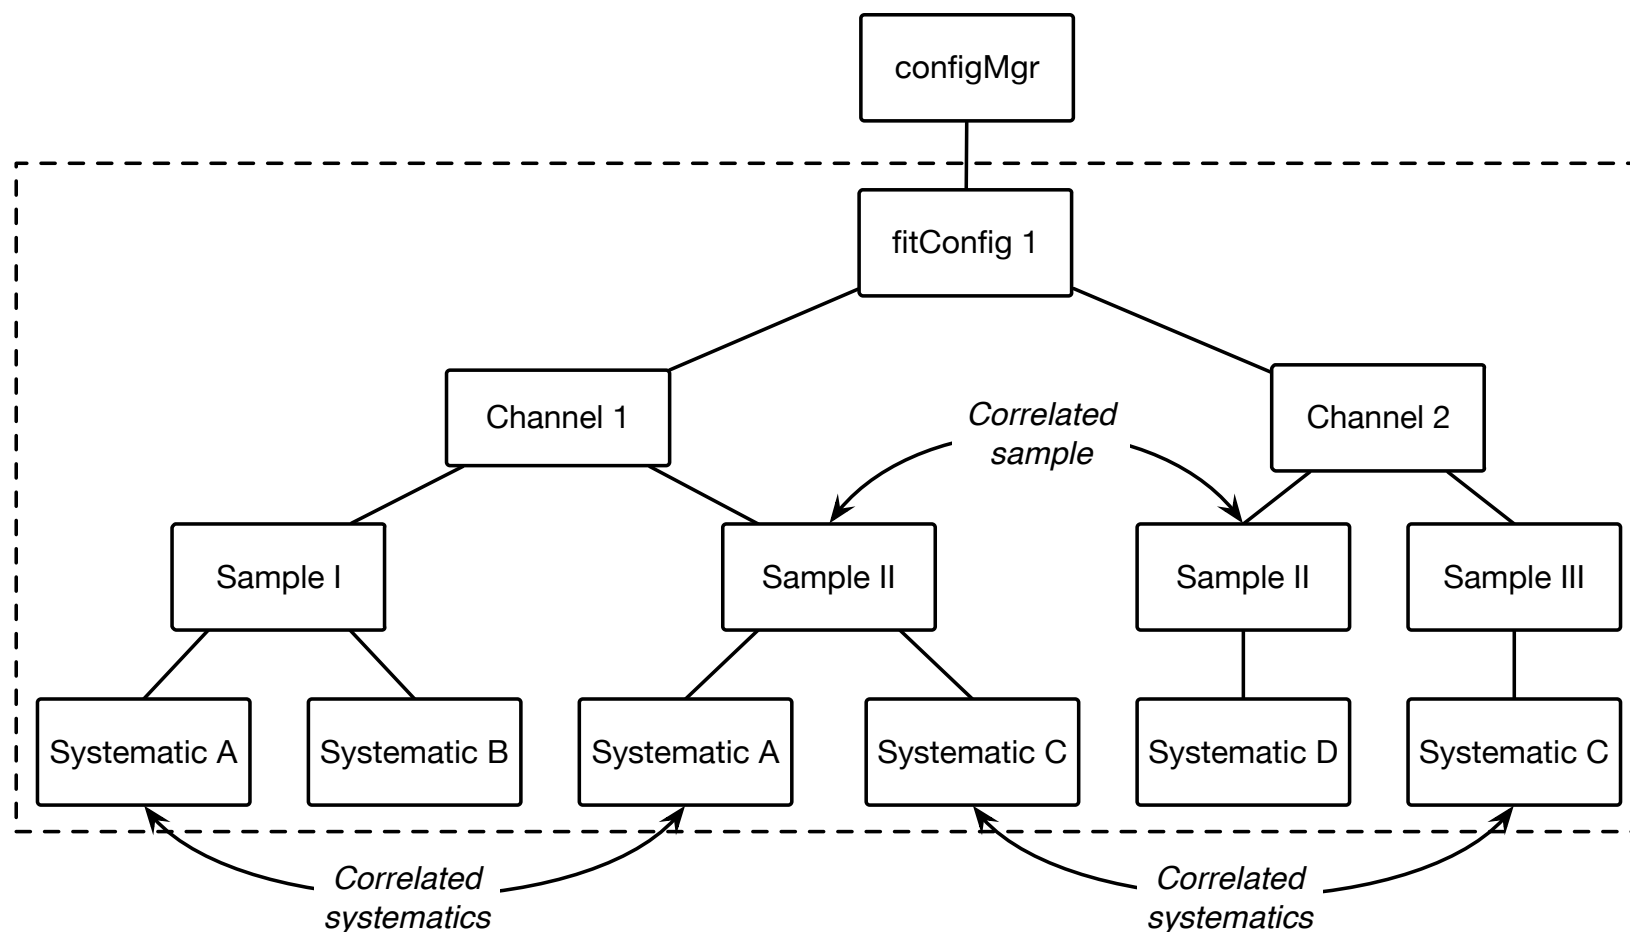 configMgr
fitConfig 1
Channel 1
Correlated
sample
Channel 2
Sample I
Sample II
Sample II
Sample III
Systematic A
Systematic B
Systematic A
Systematic C
Systematic D
Systematic C
Correlated
systematics
Correlated
systematics